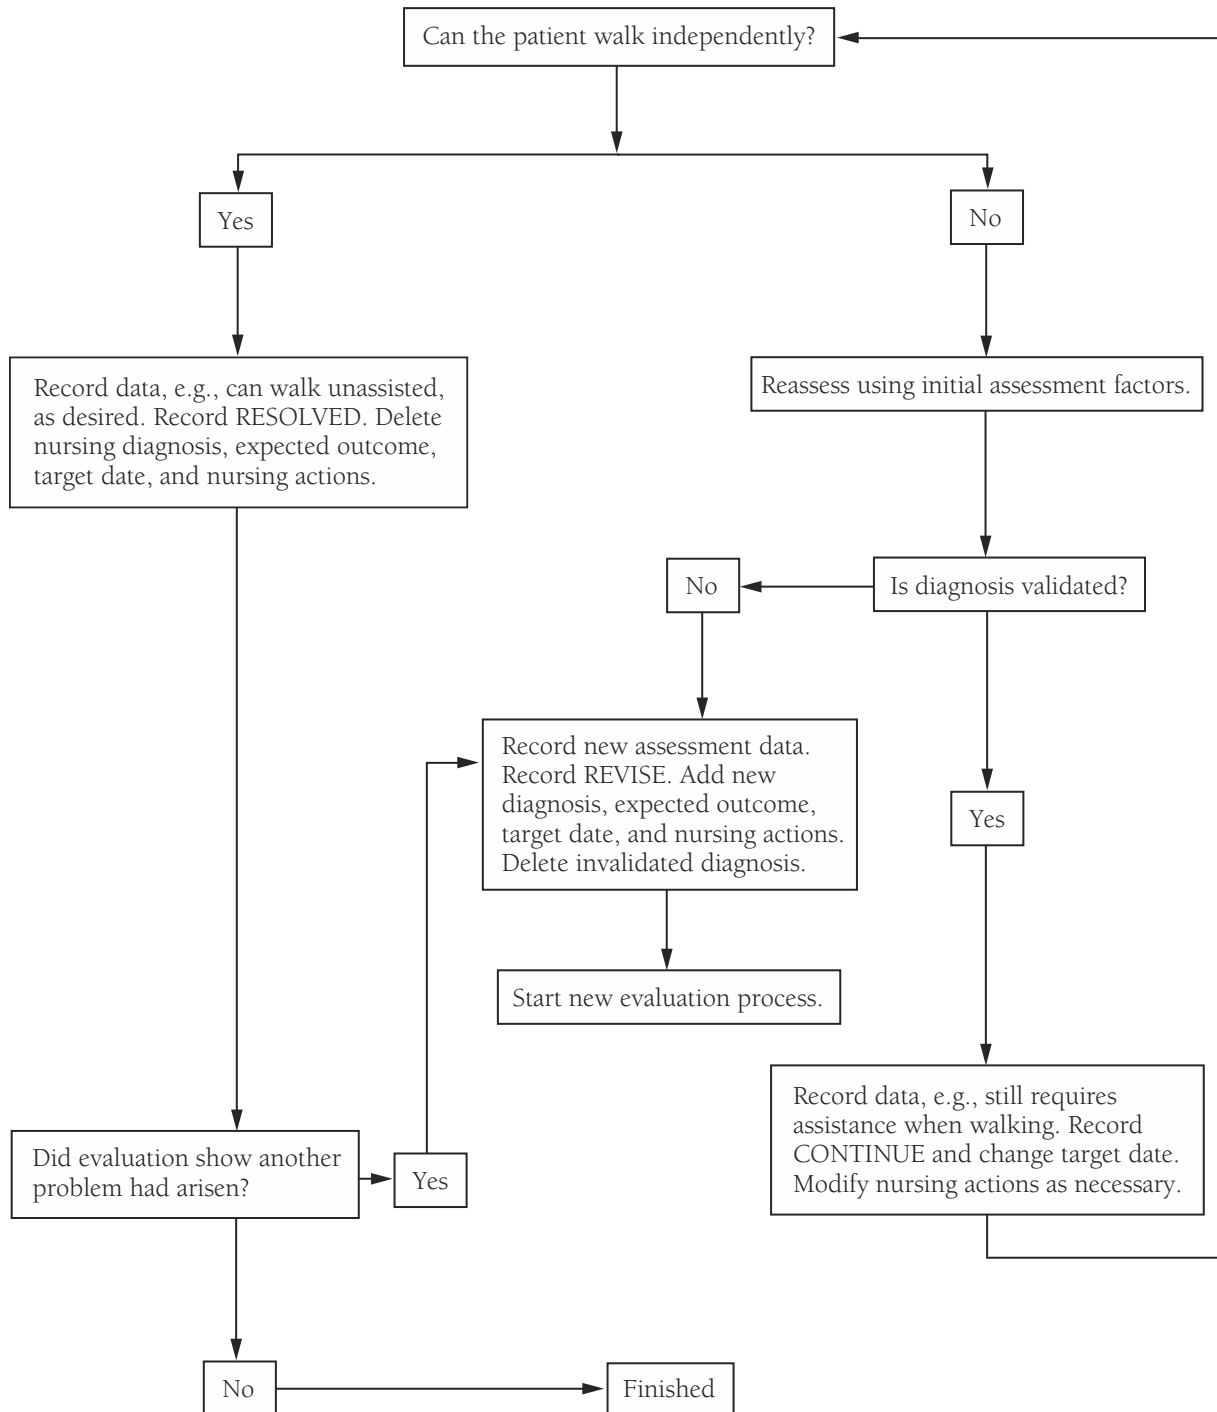 Can the patient walk independently?
Yes
No
Record data, e.g., can walk unassisted,
as desired. Record RESOLVED. Delete
nursing diagnosis, expected outcome,
target date, and nursing actions.
Reassess using initial assessment factors.
No
Is diagnosis validated?
Record new assessment data.
Record REVISE. Add new
diagnosis, expected outcome,
target date, and nursing actions.
Delete invalidated diagnosis.
Yes
Start new evaluation process.
Record data, e.g., still requires
assistance when walking. Record
CONTINUE and change target date.
Modify nursing actions as necessary.
Did evaluation show another
problem had arisen?
Yes
No
Finished